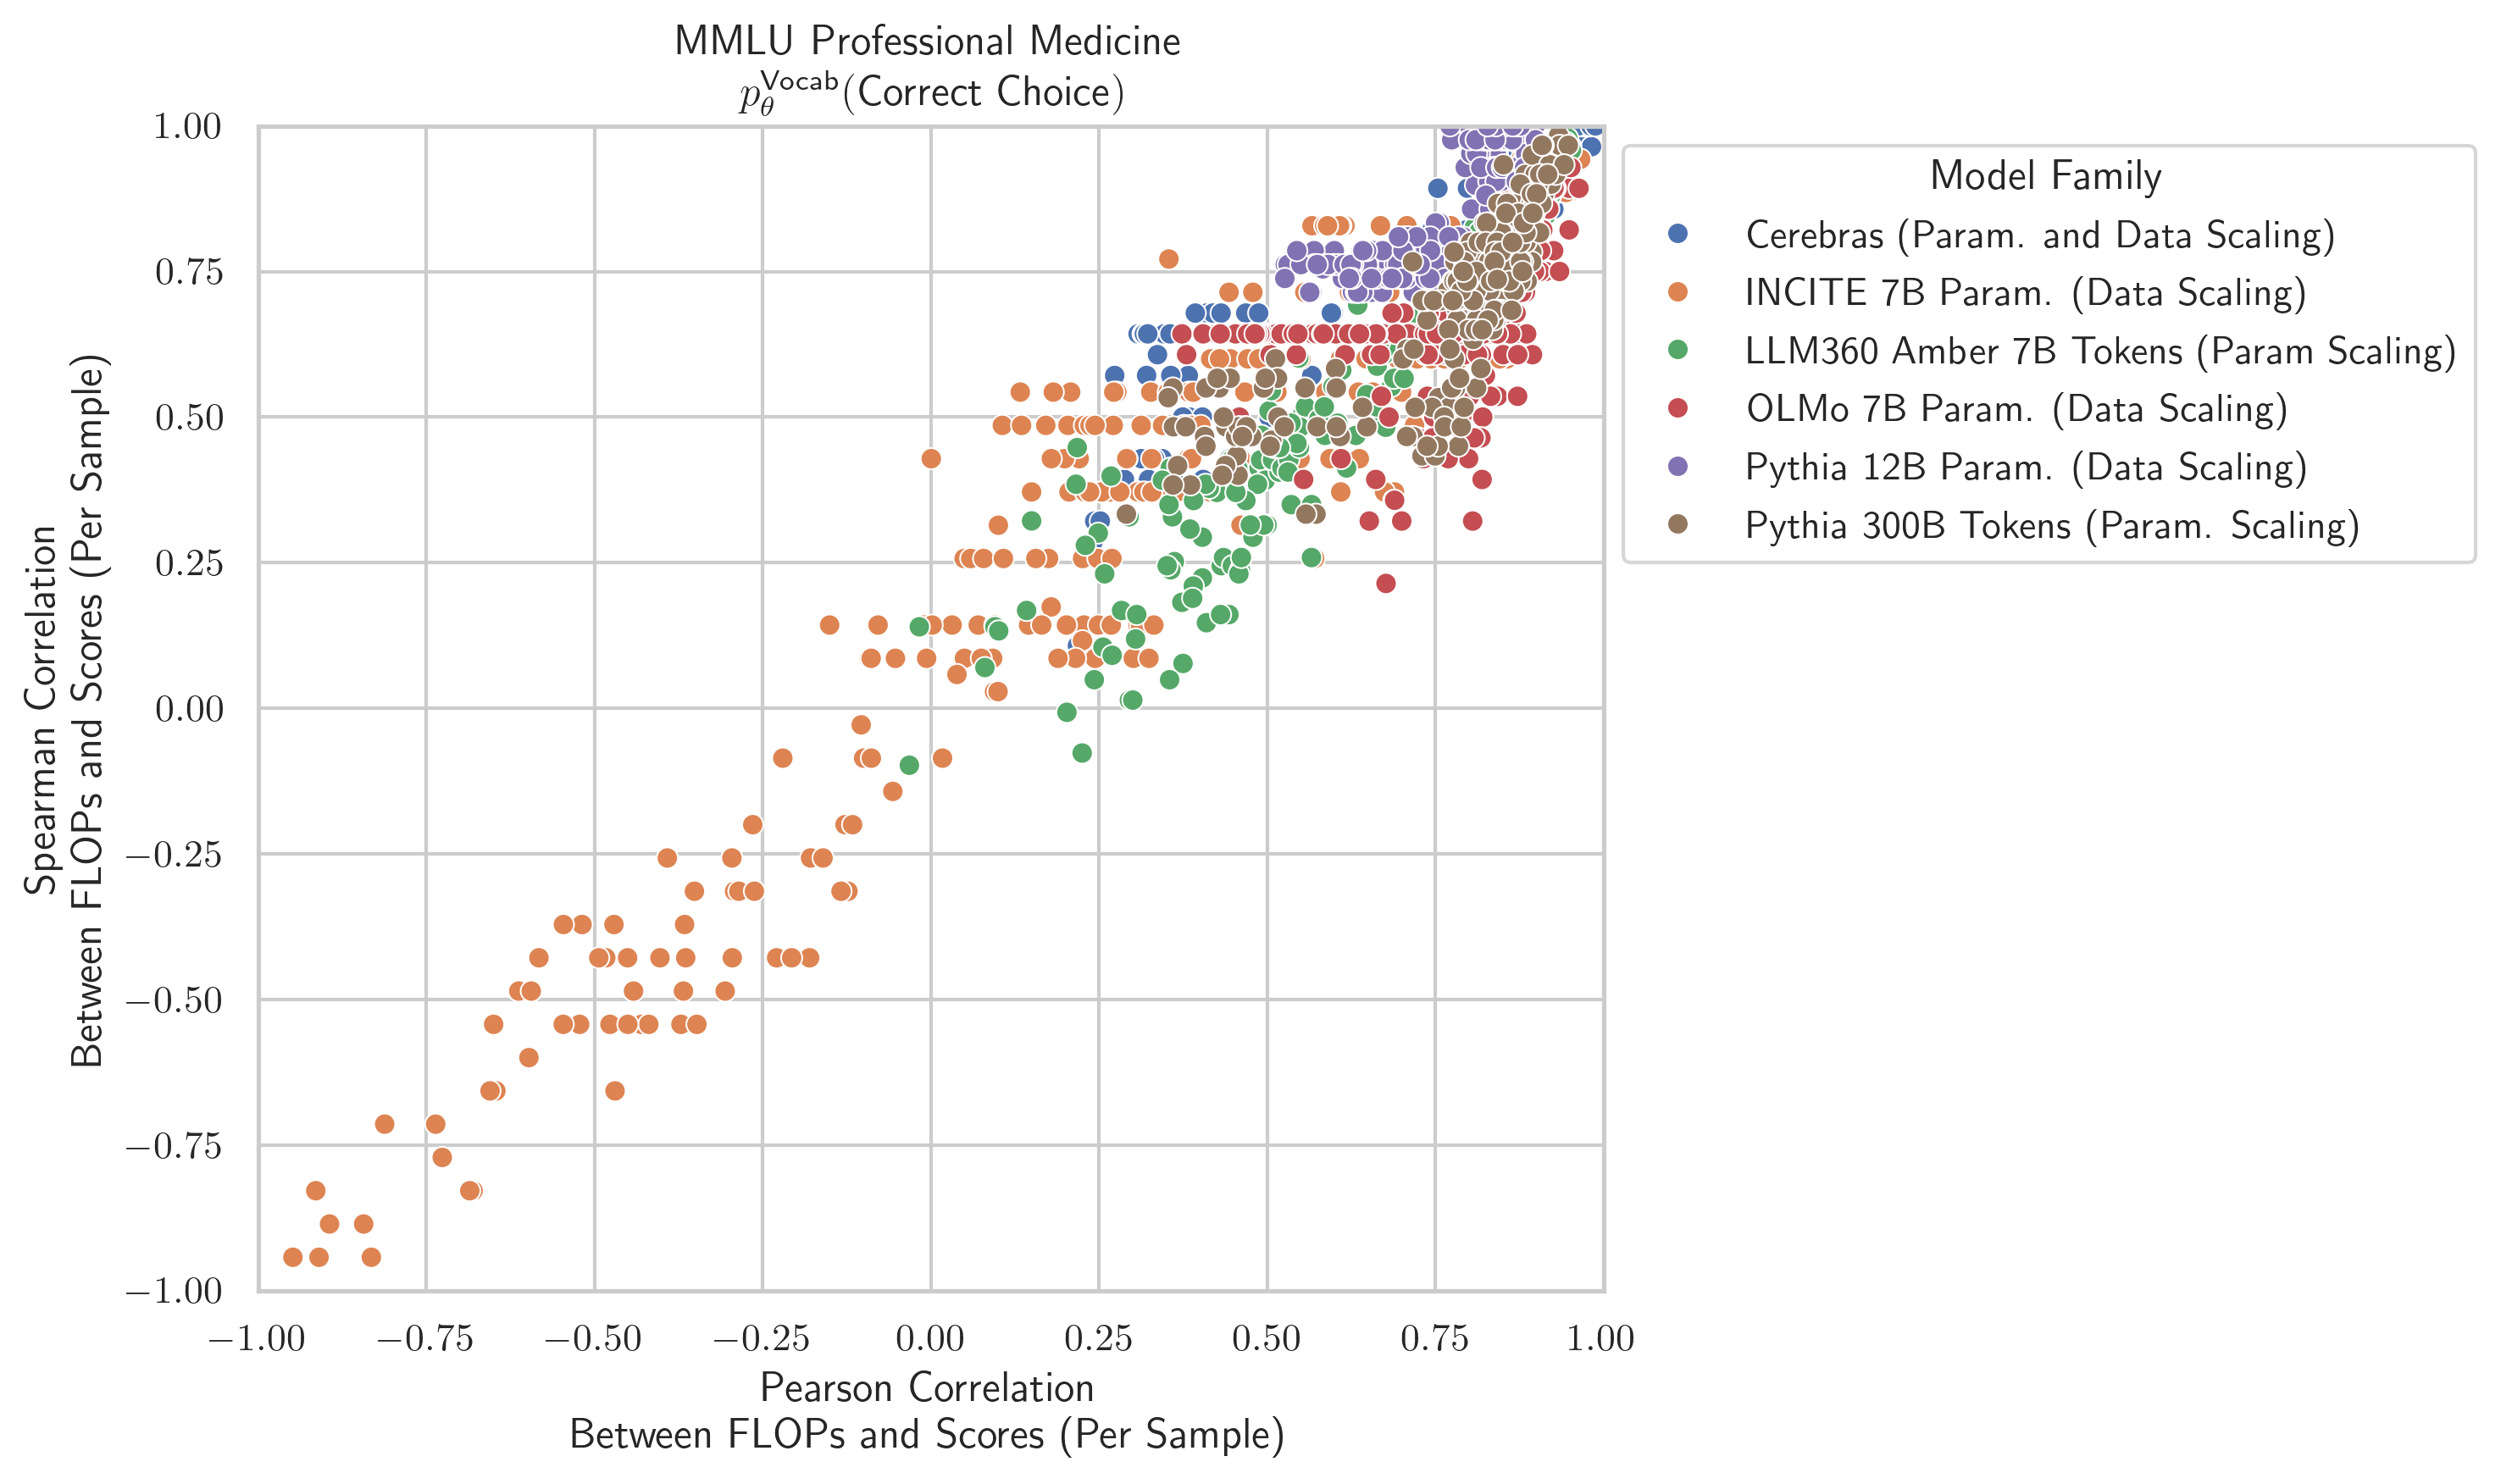 MMLU Professional Medicine
p_θ^Vocab(Correct Choice)
1.00
0.75
0.50
0.25
0.00
−0.25
−0.50
−0.75
−1.00
Spearman Correlation
Between FLOPs and Scores (Per Sample)
−1.00 −0.75 −0.50 −0.25 0.00 0.25 0.50 0.75 1.00
Pearson Correlation
Between FLOPs and Scores (Per Sample)
Model Family
Cerebras (Param. and Data Scaling)
INCITE 7B Param. (Data Scaling)
LLM360 Amber 7B Tokens (Param Scaling)
OLMo 7B Param. (Data Scaling)
Pythia 12B Param. (Data Scaling)
Pythia 300B Tokens (Param. Scaling)